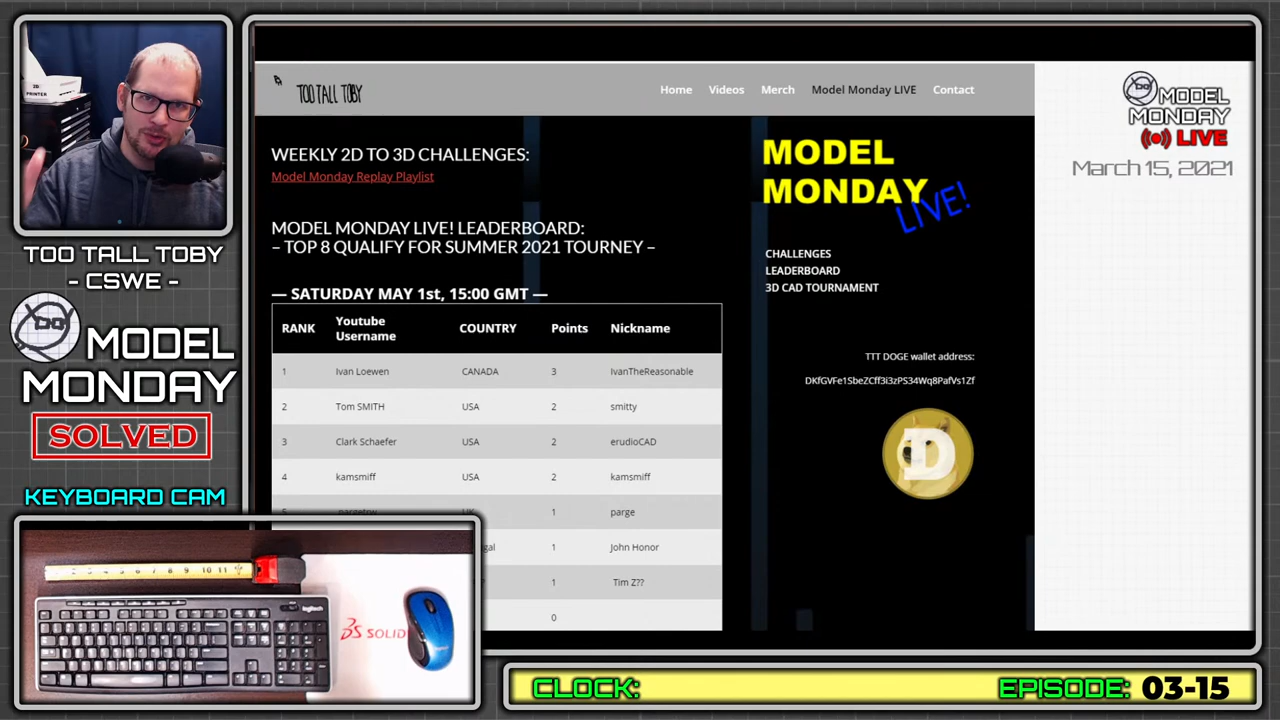 TOO TALL TOBY
Home Videos Merch Model Monday LIVE Contact
WEEKLY 2D TO 3D CHALLENGES:
Model Monday Replay Playlist
MODEL MONDAY LIVE! LEADERBOARD:
– TOP 8 QUALIFY FOR SUMMER 2021 TOURNEY –
— SATURDAY MAY 1st, 15:00 GMT —
RANK Youtube Username COUNTRY Points Nickname
1 Ivan Loewen CANADA 3 IvanTheReasonable
2 Tom SMITH USA 2 smitty
3 Clark Schaefer USA 2 erudioCAD
4 kamsmiff USA 2 kamsmiff
1 parge
gal 1 John Honor
1 Tim Z??
0
MODEL
MONDAY
LIVE!
CHALLENGES
LEADERBOARD
3D CAD TOURNAMENT
TTT DOGE wallet address:
DKfGVFe1SbeZCff3i3zPS34Wq8PafVs1Zf
D
MODEL
MONDAY
LIVE
March 15, 2021
PRINTER
TOO TALL TOBY
- CSWE -
MODEL
MONDAY
SOLVED
KEYBOARD CAM
logitech
SOLID
CLOCK:
EPISODE: 03-15